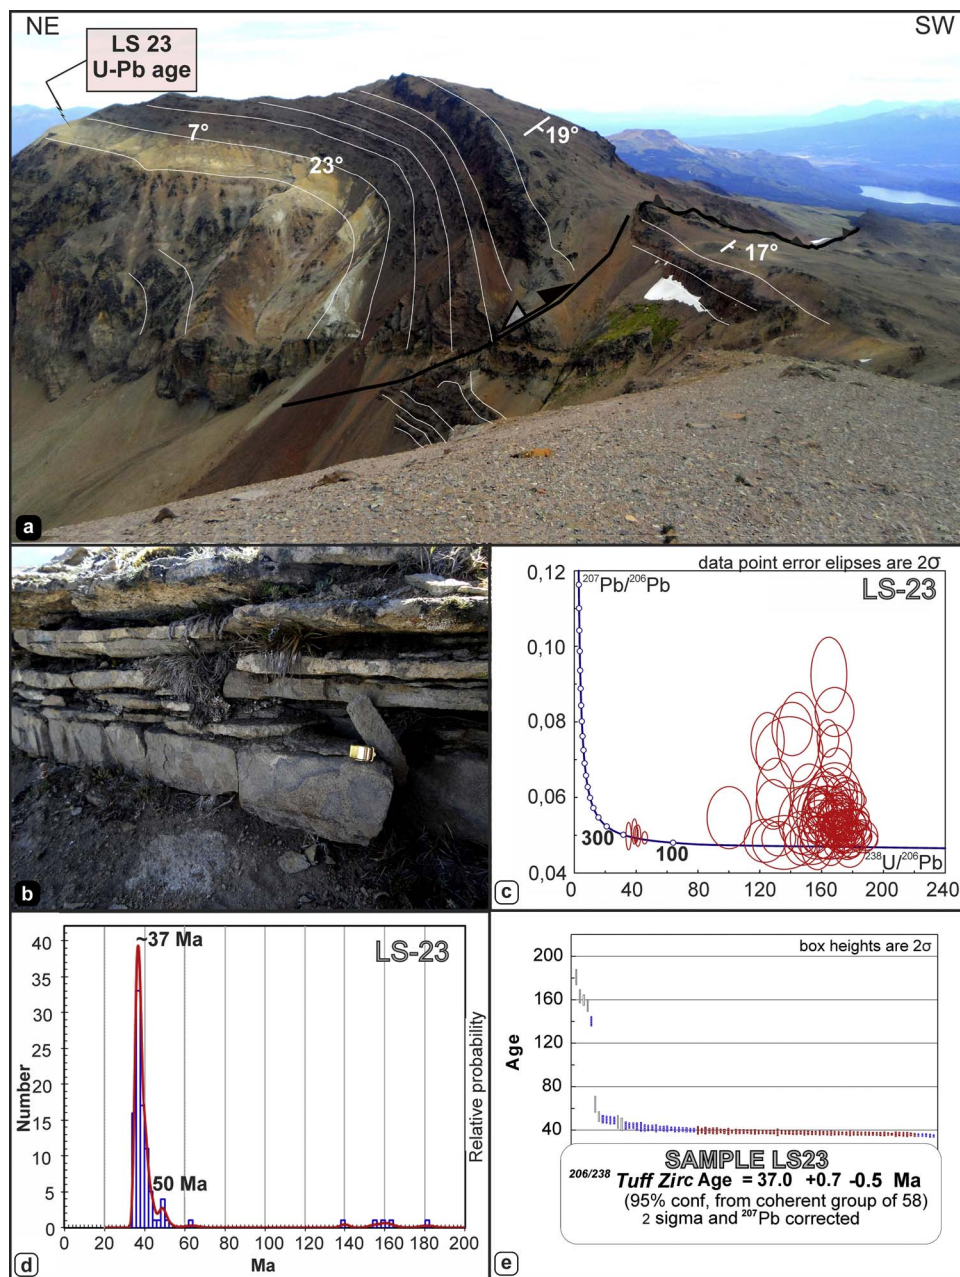 NE
SW
LS 23
U-Pb age
7°
23°
19°
17°
a
b
data point error elipses are 2σ
0,12
²⁰⁷Pb/²⁰⁶Pb
LS-23
0,10
0,08
0,06
300
100
²³⁸U/²⁰⁶Pb
0,04
0 40 80 120 160 200 240
c
~37 Ma
LS-23
40
35
30
25
20
15
10
5
0
Number
Relative probability
50 Ma
0 20 40 60 80 100 120 140 160 180 200
Ma
d
box heights are 2σ
200
160
120
80
40
Age
SAMPLE LS23
²⁰⁶/²³⁸ Tuff Zirc Age = 37.0 +0.7 -0.5 Ma
(95% conf, from coherent group of 58)
2 sigma and ²⁰⁷Pb corrected
e